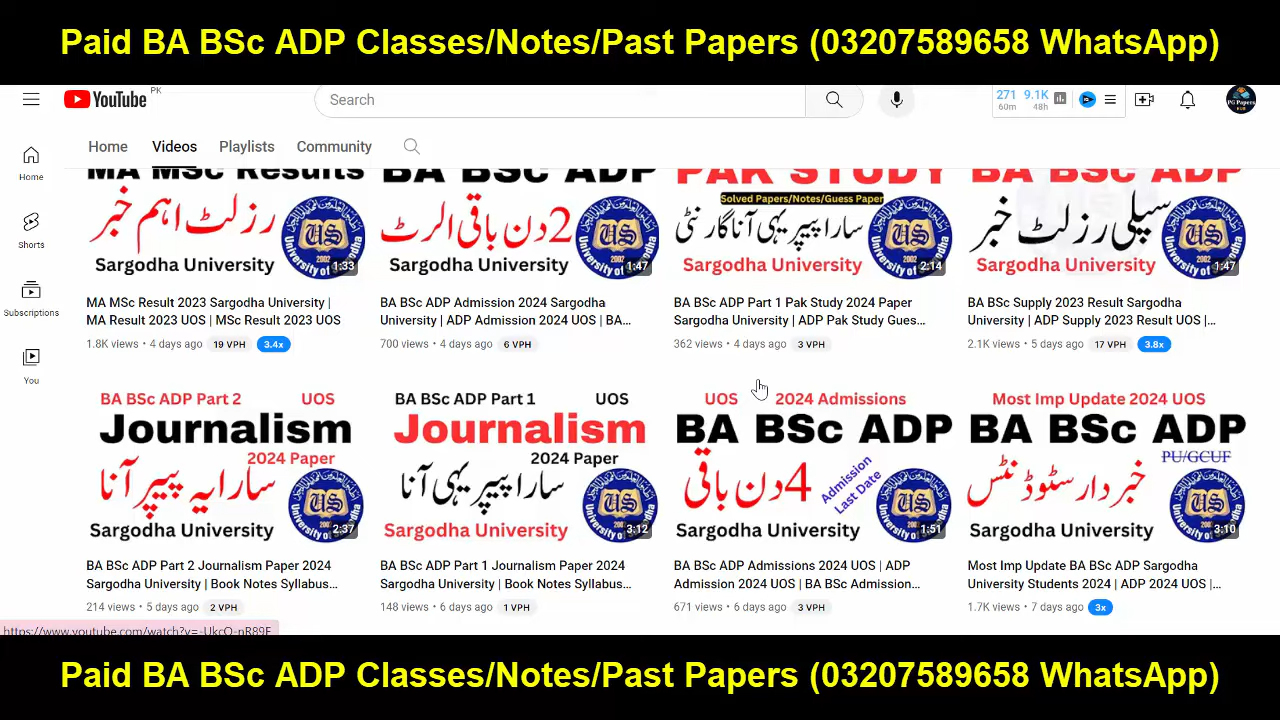 Paid BA BSc ADP Classes/Notes/Past Papers (03207589658 WhatsApp)
YouTube PK
Search
271 9.1K
60m 48h
PG Papers
HUB
Home Videos Playlists Community
Home
Shorts
Subscriptions
You
MA MSc Results
رزلٹ اہم خبر
Sargodha University
1:33
BA BSc ADP
2 دن باقی الرٹ
Sargodha University
1:47
PAK STUDY
Solved Papers/Notes/Guess Paper
سارا پیپر یہی آنا گارنٹی
Sargodha University
2:14
BA BSc ADP
سپلی رزلٹ خبر
Sargodha University
1:47
MA MSc Result 2023 Sargodha University |
MA Result 2023 UOS | MSc Result 2023 UOS
1.8K views • 4 days ago 19 VPH 3.4x
BA BSc ADP Admission 2024 Sargodha
University | ADP Admission 2024 UOS | BA...
700 views • 4 days ago 6 VPH
BA BSc ADP Part 1 Pak Study 2024 Paper
Sargodha University | ADP Pak Study Gues...
362 views • 4 days ago 3 VPH
BA BSc Supply 2023 Result Sargodha
University | ADP Supply 2023 Result UOS |...
2.1K views • 5 days ago 17 VPH 3.8x
BA BSc ADP Part 2 UOS
Journalism
2024 Paper
سارا یہ پیپر آنا
Sargodha University
2:37
BA BSc ADP Part 1 UOS
Journalism
2024 Paper
سارا پیپر یہی آنا
Sargodha University
3:12
UOS 2024 Admissions
BA BSc ADP
4 دن باقی
Admission
Last Date
Sargodha University
1:51
Most Imp Update 2024 UOS
BA BSc ADP
PU/GCUF
خبردار سٹوڈنٹس
Sargodha University
3:10
BA BSc ADP Part 2 Journalism Paper 2024
Sargodha University | Book Notes Syllabus...
214 views • 5 days ago 2 VPH
BA BSc ADP Part 1 Journalism Paper 2024
Sargodha University | Book Notes Syllabus...
148 views • 6 days ago 1 VPH
BA BSc ADP Admissions 2024 UOS | ADP
Admission 2024 UOS | BA BSc Admission...
671 views • 6 days ago 3 VPH
Most Imp Update BA BSc ADP Sargodha
University Students 2024 | ADP 2024 UOS |...
1.7K views • 7 days ago 3x
Paid BA BSc ADP Classes/Notes/Past Papers (03207589658 WhatsApp)